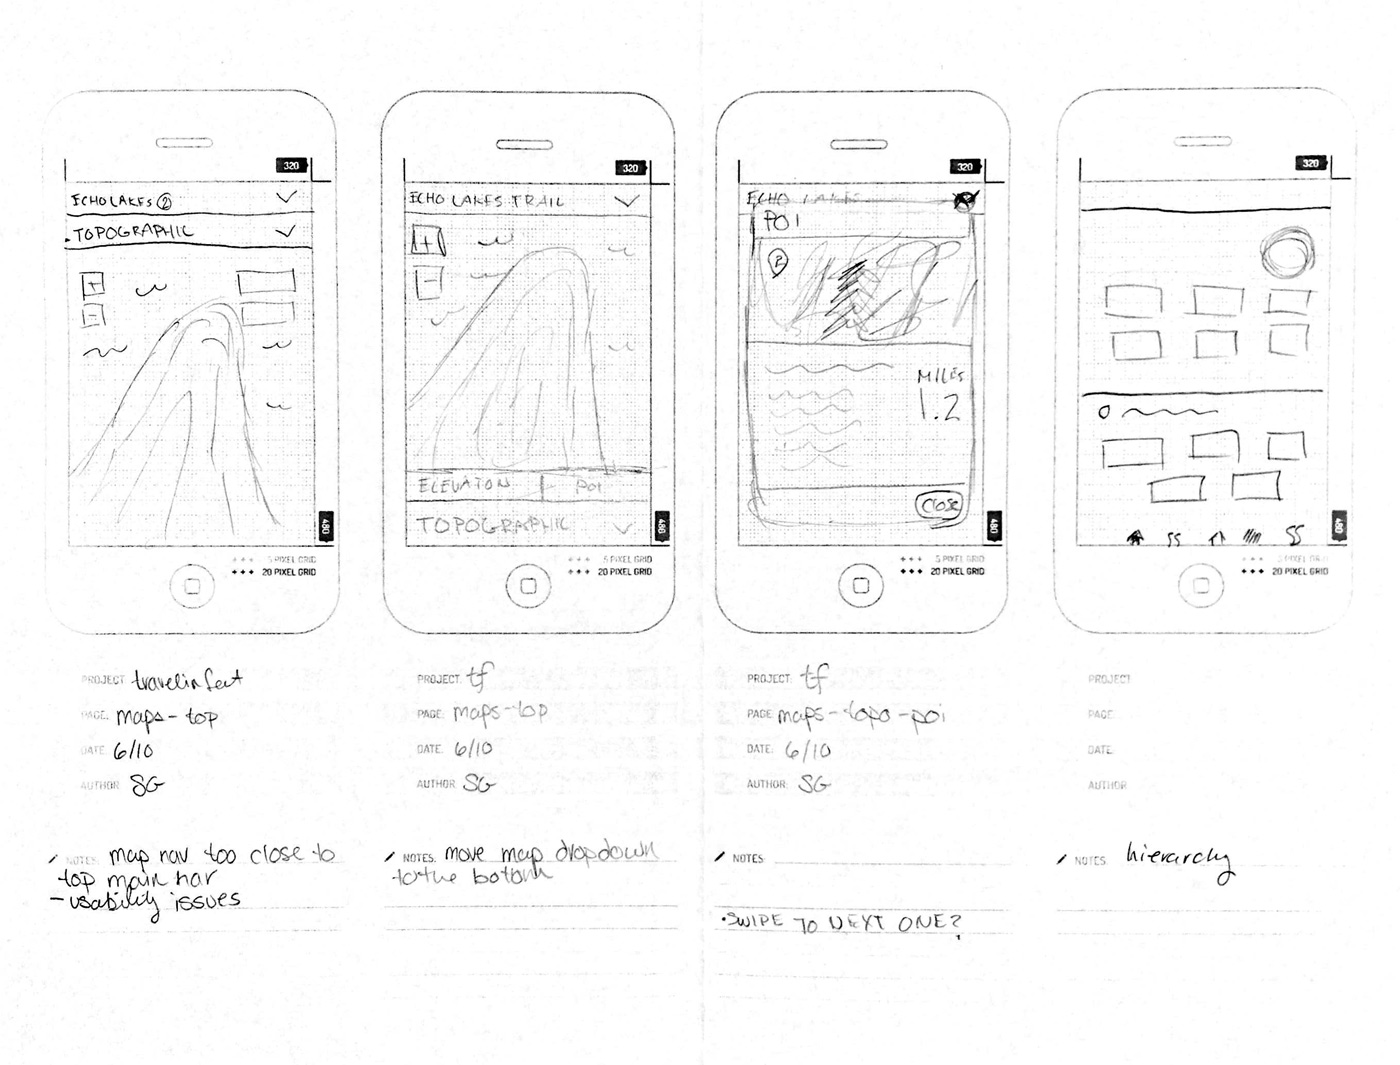 320
ECHO LAKES 2
TOPOGRAPHIC
+
-
480
5 PIXEL GRID
20 PIXEL GRID
PROJECT: travelinfeet
PAGE: maps-top
DATE: 6/10
AUTHOR: SG
NOTES: map nav too close to
top main nar
- usability issues
320
ECHO LAKES TRAIL
+
-
ELEVATON | POI
TOPOGRAPHIC
480
5 PIXEL GRID
20 PIXEL GRID
PROJECT: tf
PAGE: maps-top
DATE: 6/10
AUTHOR: SG
NOTES: move map dropdown
to the bottom
320
ECHO LAKE
POI
2
MILES
1.2
CLOSE
480
5 PIXEL GRID
20 PIXEL GRID
PROJECT: tf
PAGE: maps-topo-poi
DATE: 6/10
AUTHOR: SG
NOTES:
•SWIPE TO NEXT ONE?
320
480
5 PIXEL GRID
20 PIXEL GRID
PROJECT
PAGE
DATE:
AUTHOR:
NOTES: hierarchy